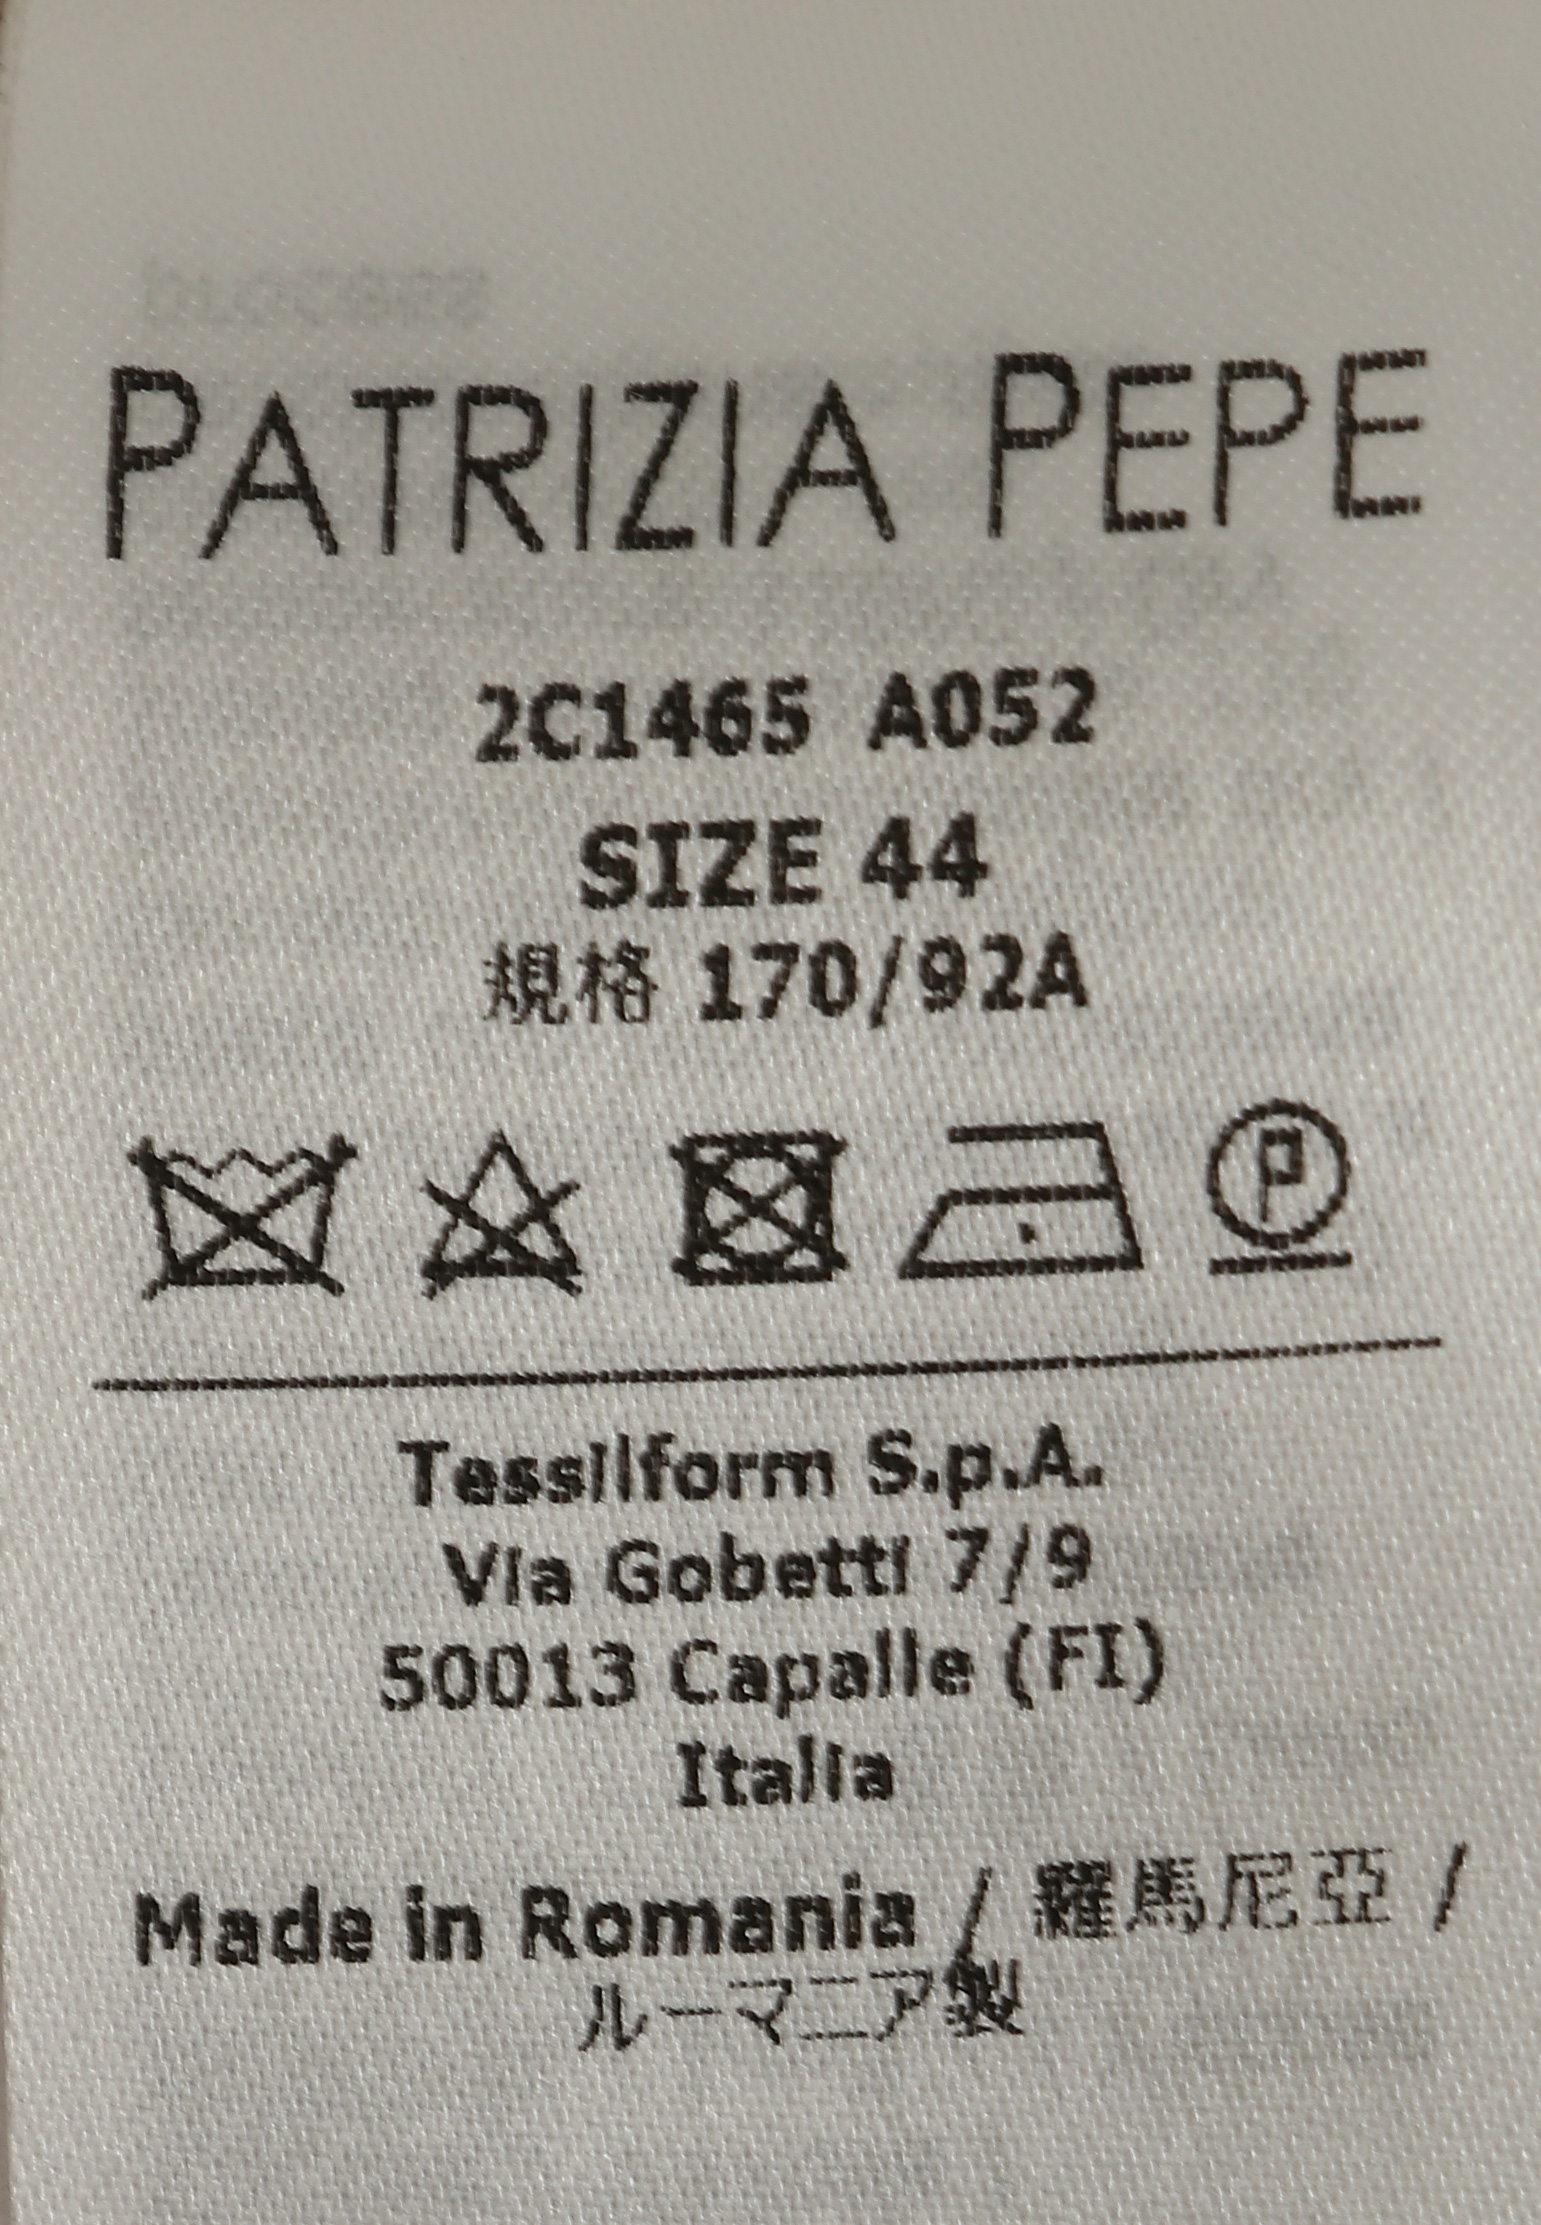 PATRIZIA PEPE
2C1465 A052
SIZE 44
規格 170/92A
P
Tessilform S.p.A.
Via Gobetti 7/9
50013 Capalle (FI)
Italia
Made in Romania / 羅馬尼亞 /
ルーマニア製